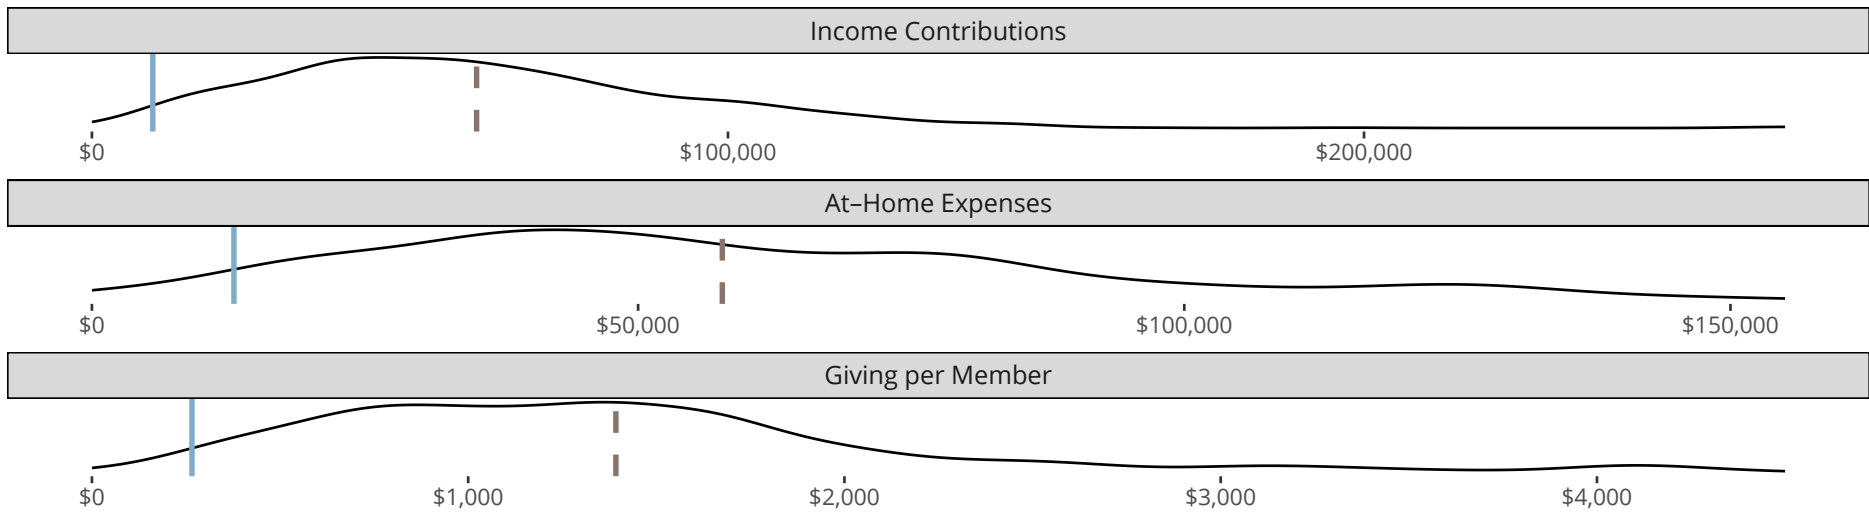 Income Contributions
$0 $100,000 $200,000
At–Home Expenses
$0 $50,000 $100,000 $150,000
Giving per Member
$0 $1,000 $2,000 $3,000 $4,000